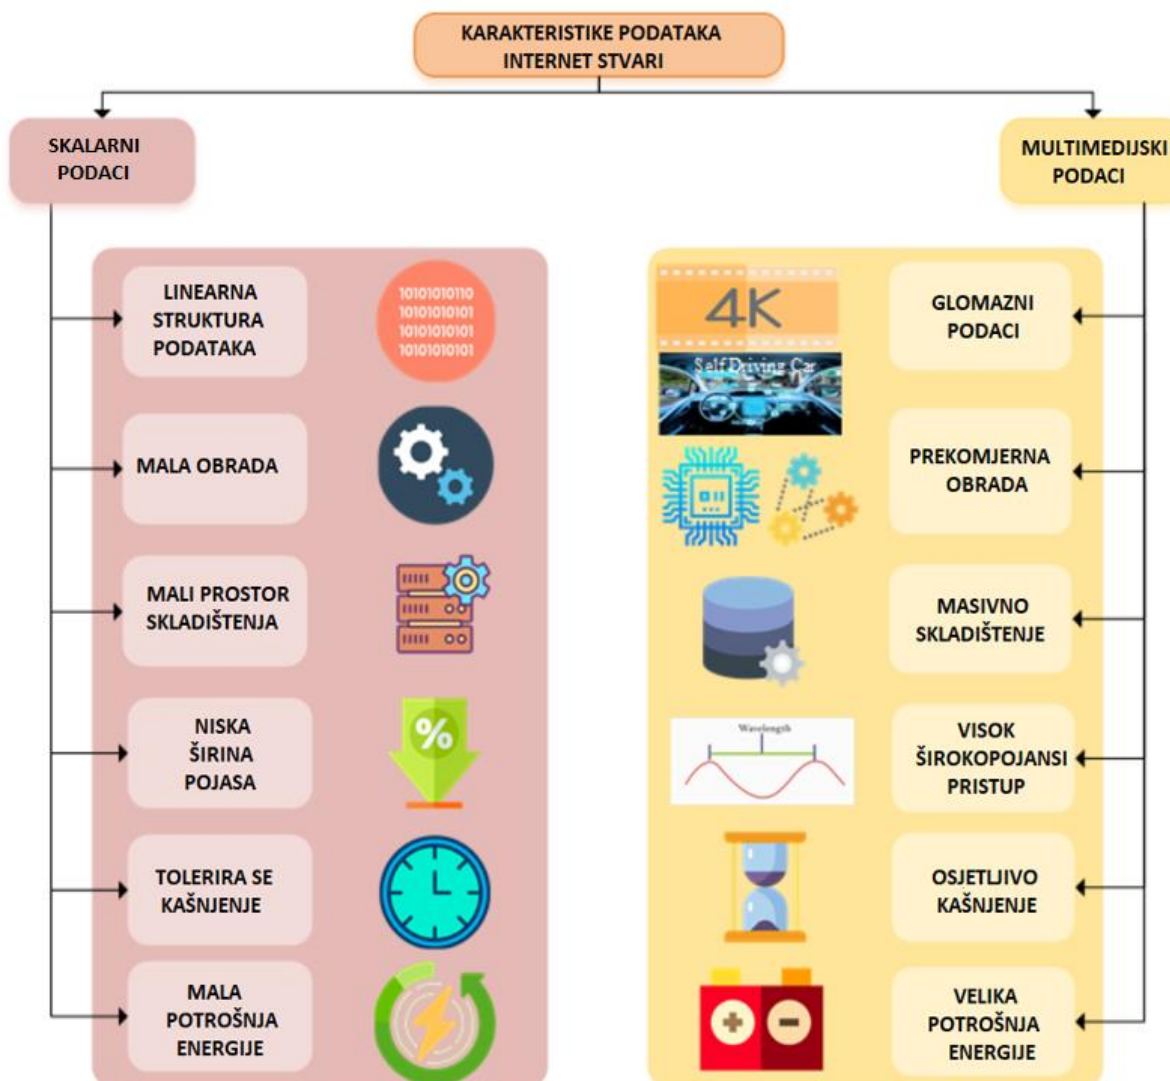 KARAKTERISTIKE PODATAKA
INTERNET STVARI
SKALARNI
PODACI
MULTIMEDIJSKI
PODACI
LINEARNA
STRUKTURA
PODATAKA
10101010110
10101010101
10101010101
10101010101
MALA OBRADA
MALI PROSTOR
SKLADIŠTENJA
NISKA
ŠIRINA
POJASA
%
TOLERIRA SE
KAŠNJENJE
MALA
POTROŠNJA
ENERGIJE
4K
Self Driving Car
GLOMAZNI
PODACI
PREKOMJERNA
OBRADA
MASIVNO
SKLADIŠTENJE
Wavelength
VISOK
ŠIROKOPOJANSI
PRISTUP
OSJETLJIVO
KAŠNJENJE
+ −
VELIKA
POTROŠNJA
ENERGIJE